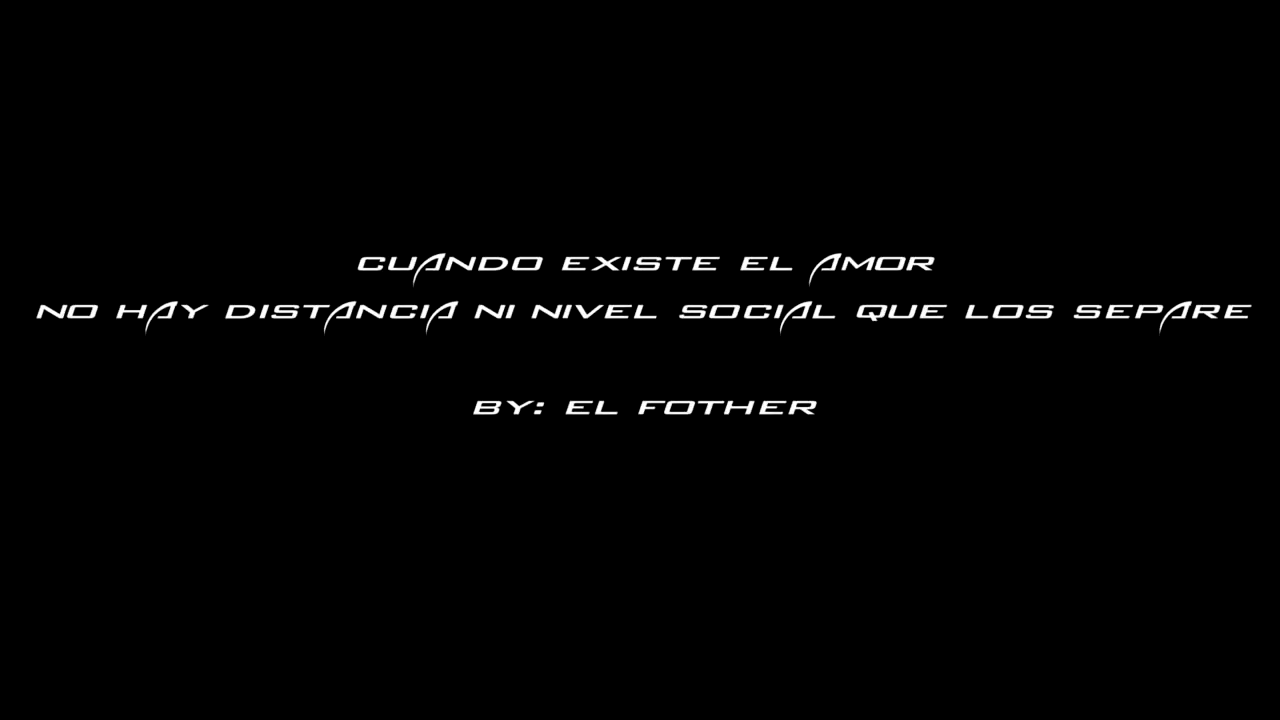 CUANDO EXISTE EL AMOR
NO HAY DISTANCIA NI NIVEL SOCIAL QUE LOS SEPARE
BY: EL FOTHER